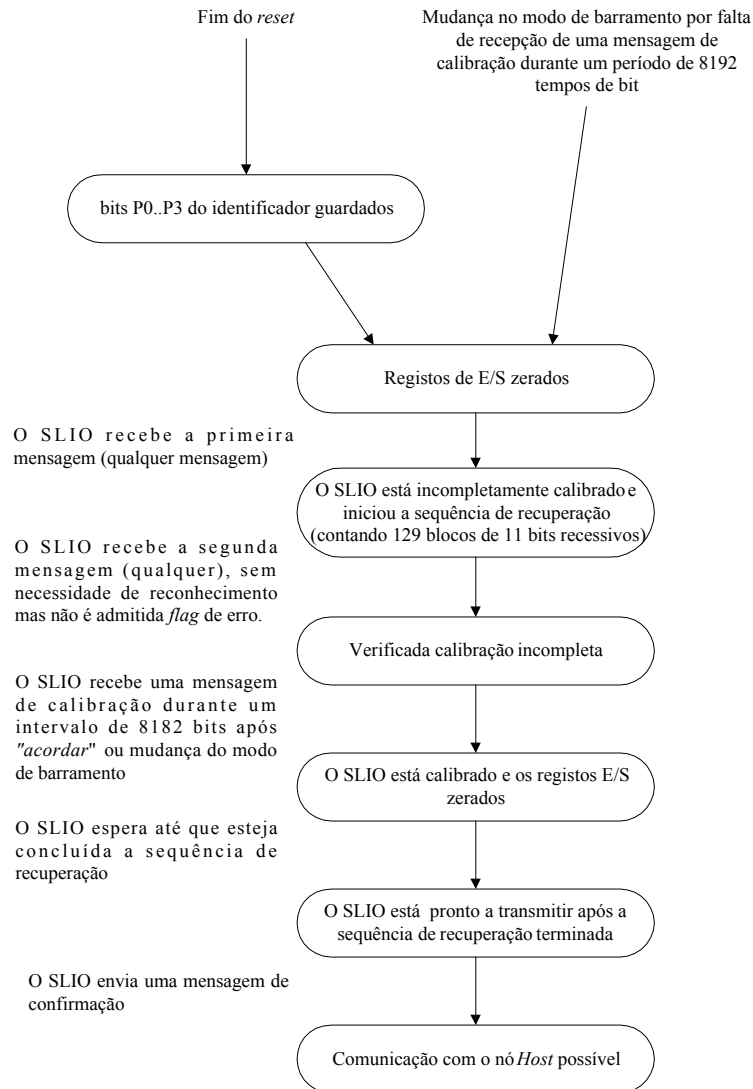 Fim do reset
Mudança no modo de barramento por falta
de recepção de uma mensagem de
calibração durante um período de 8192
tempos de bit
bits P0..P3 do identificador guardados
Registos de E/S zerados
O SLIO recebe a primeira
mensagem (qualquer mensagem)
O SLIO está incompletamente calibrado e
iniciou a sequência de recuperação
(contando 129 blocos de 11 bits recessivos)
O SLIO recebe a segunda
mensagem (qualquer), sem
necessidade de reconhecimento
mas não é admitida flag de erro.
Verificada calibração incompleta
O SLIO recebe uma mensagem
de calibração durante um
intervalo de 8182 bits após
"acordar" ou mudança do modo
de barramento
O SLIO está calibrado e os registos E/S
zerados
O SLIO espera até que esteja
concluída a sequência de
recuperação
O SLIO está pronto a transmitir após a
sequência de recuperação terminada
O SLIO envia uma mensagem de
confirmação
Comunicação com o nó Host possível